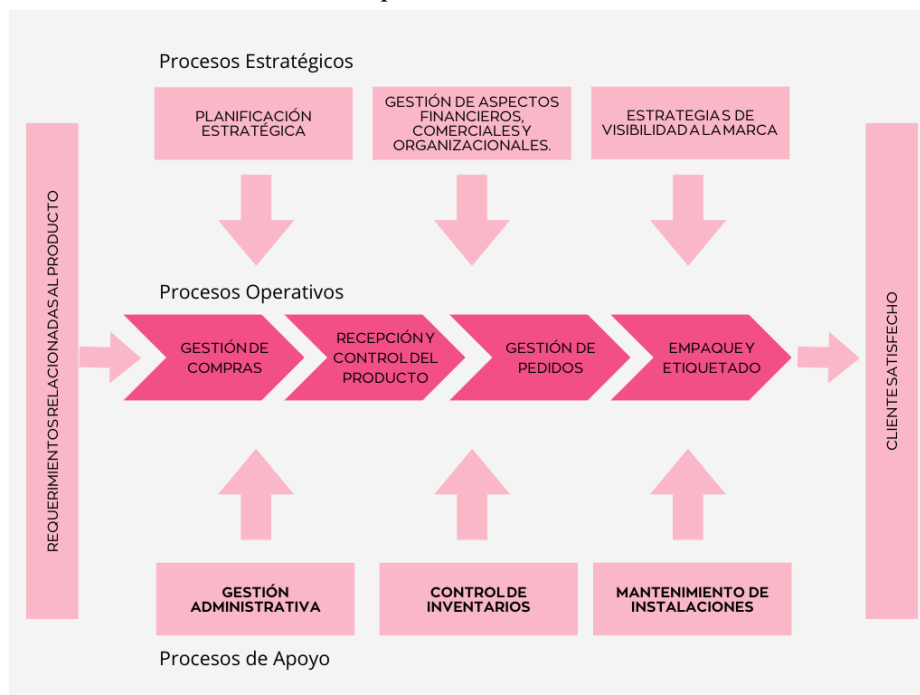 Procesos Estratégicos
PLANIFICACIÓN
ESTRATÉGICA
GESTIÓN DE ASPECTOS
FINANCIEROS,
COMERCIALES Y
ORGANIZACIONALES.
ESTRATEGIAS DE
VISIBILIDAD A LA MARCA
REQUERIMIENTOS RELACIONADAS AL PRODUCTO
Procesos Operativos
GESTIÓN DE
COMPRAS
RECEPCIÓN Y
CONTROL DEL
PRODUCTO
GESTIÓN DE
PEDIDOS
EMPAQUE Y
ETIQUETADO
CLIENTE SATISFECHO
GESTIÓN
ADMINISTRATIVA
CONTROL DE
INVENTARIOS
MANTENIMIENTO DE
INSTALACIONES
Procesos de Apoyo